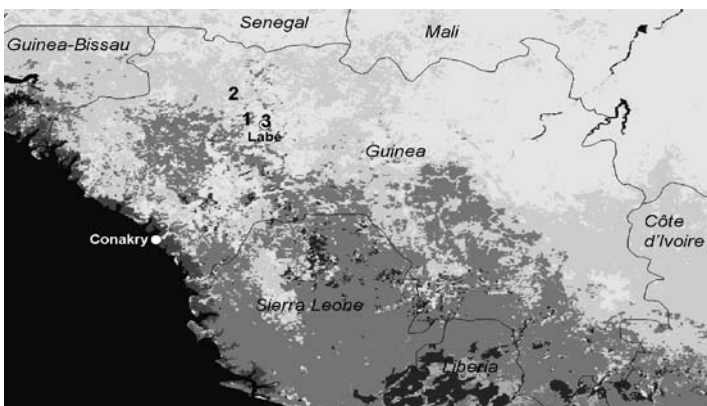 Senegal
Mali
Guinea-Bissau
2
1 3
Labé
Guinea
Côte
d'Ivoire
Conakry
Sierra Leone
Liberia